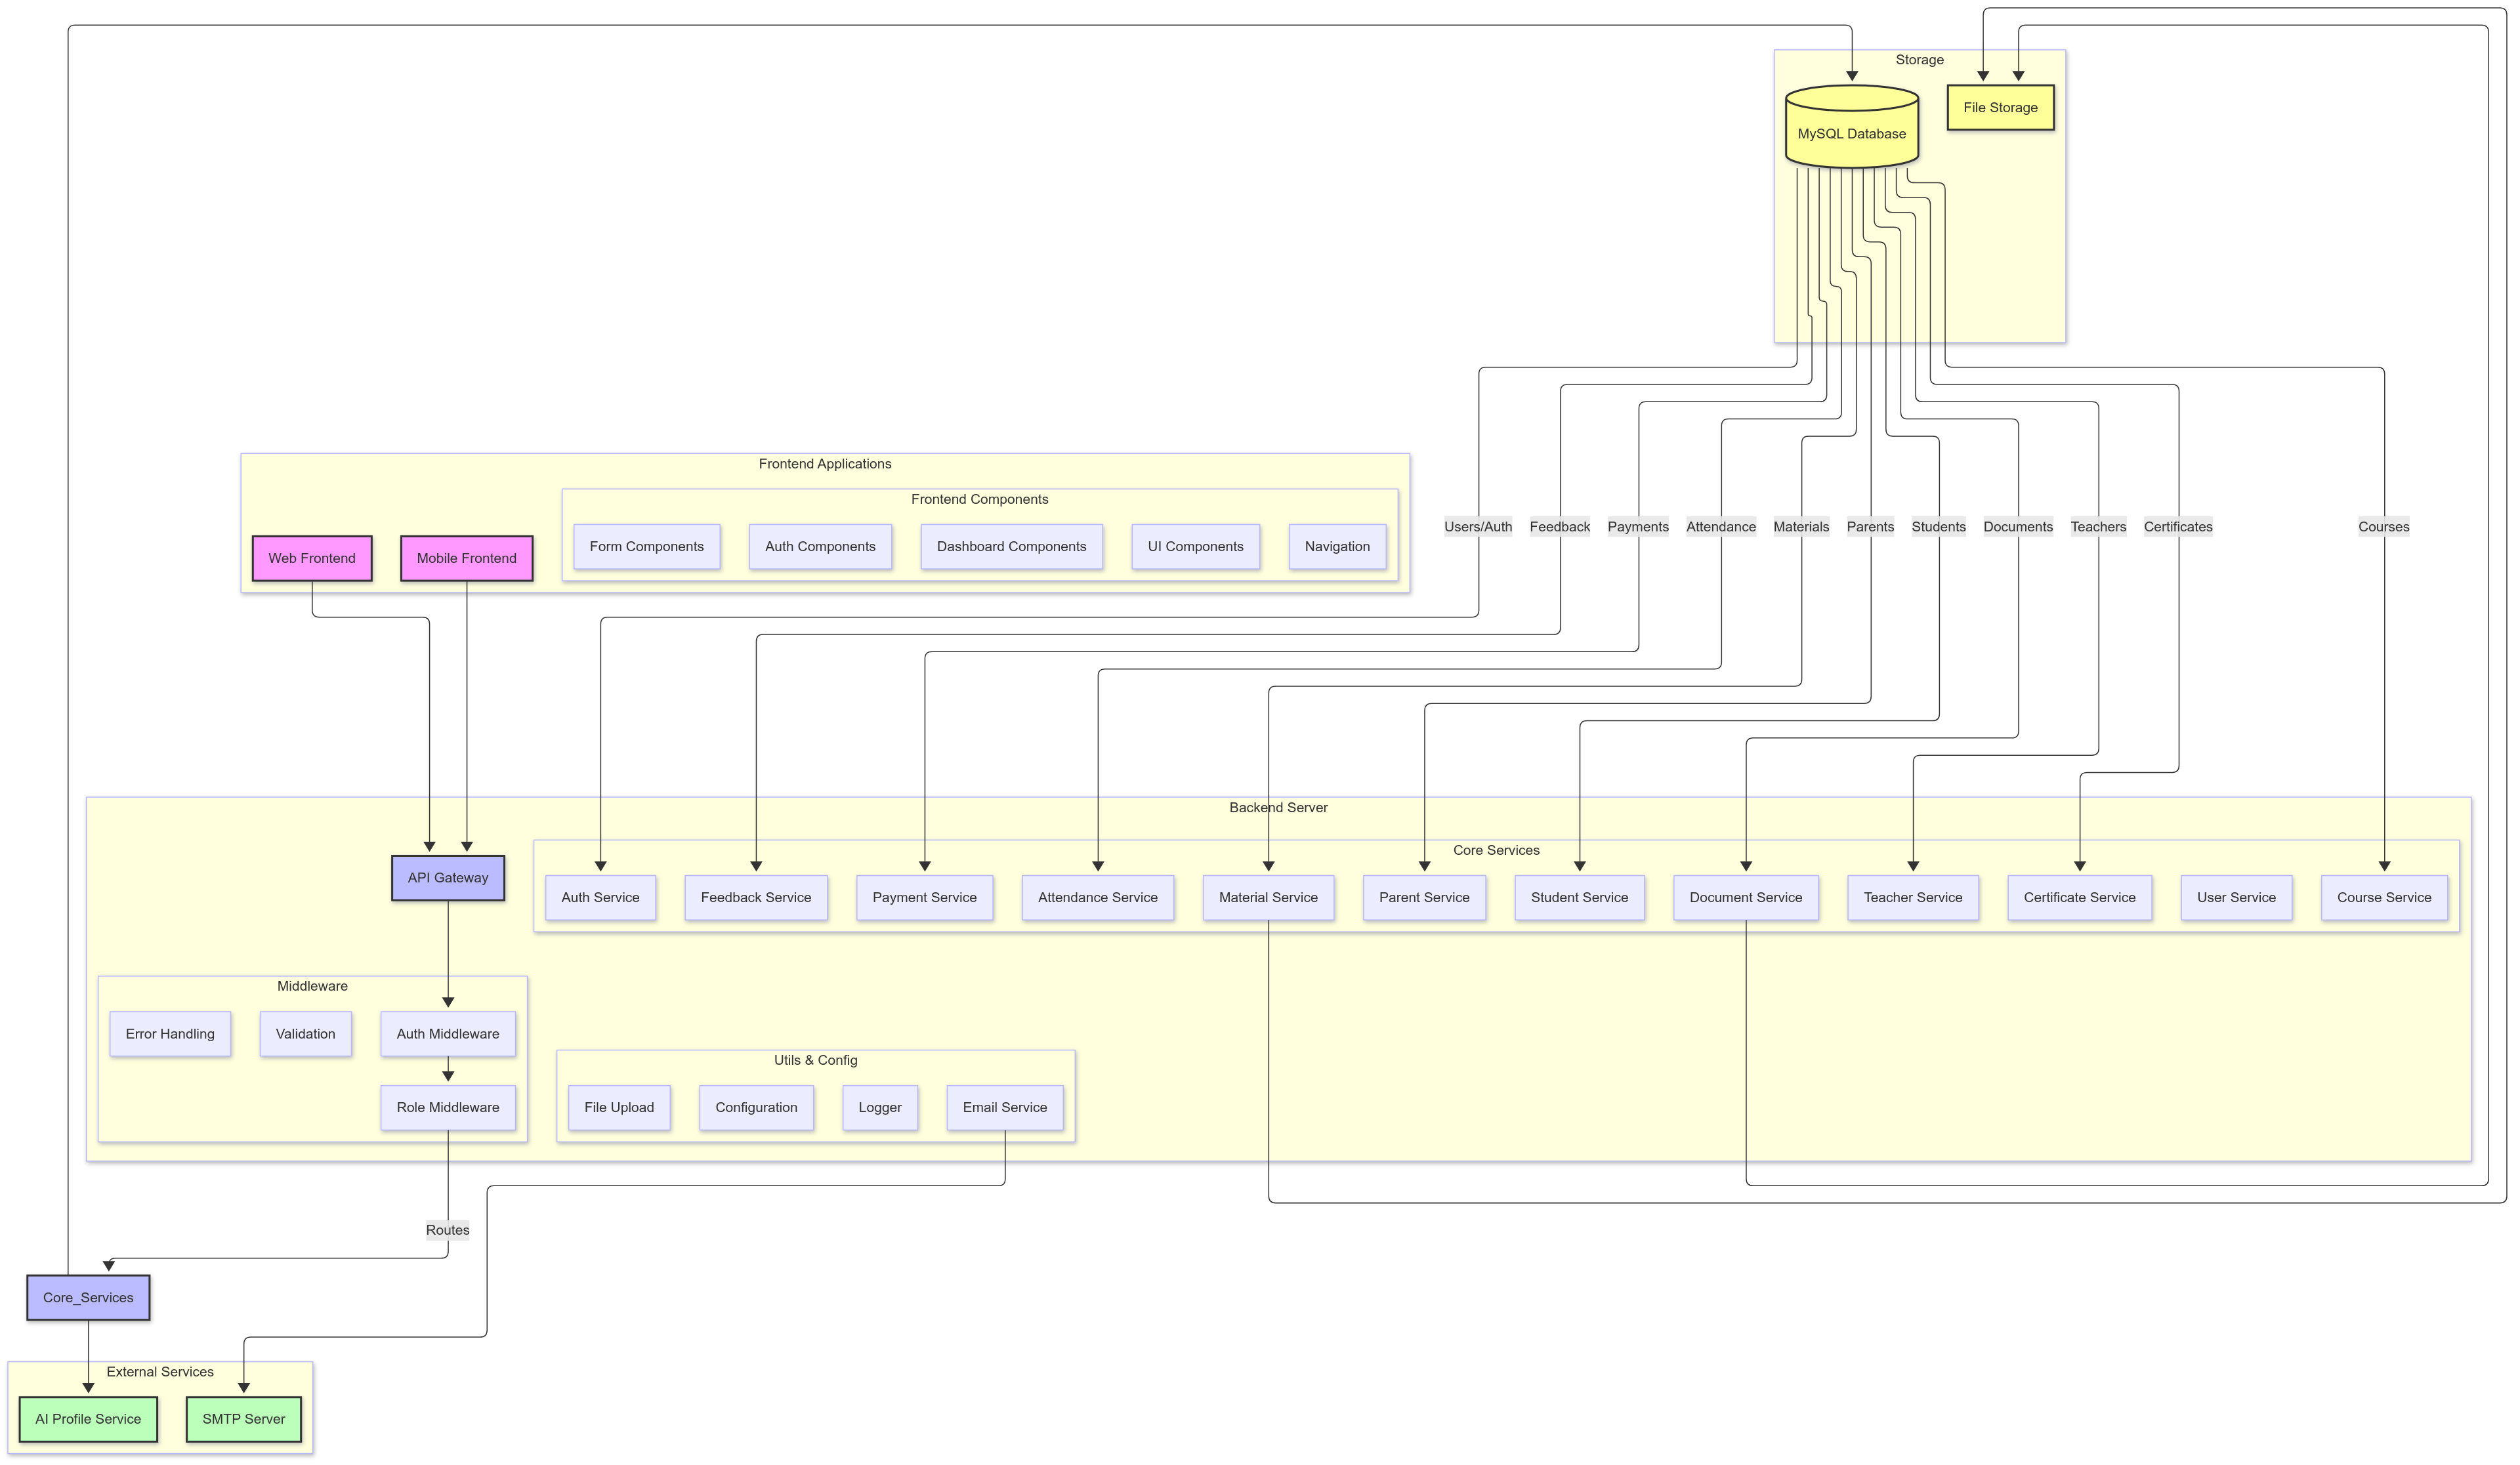 Storage
File Storage
MySQL Database
Frontend Applications
Frontend Components
Form Components
Auth Components
Dashboard Components
UI Components
Navigation
Web Frontend
Mobile Frontend
Users/Auth
Feedback
Payments
Attendance
Materials
Parents
Students
Documents
Teachers
Certificates
Courses
Backend Server
Core Services
API Gateway
Auth Service
Feedback Service
Payment Service
Attendance Service
Material Service
Parent Service
Student Service
Document Service
Teacher Service
Certificate Service
User Service
Course Service
Middleware
Error Handling
Validation
Auth Middleware
Role Middleware
Utils & Config
File Upload
Configuration
Logger
Email Service
Routes
Core_Services
External Services
AI Profile Service
SMTP Server